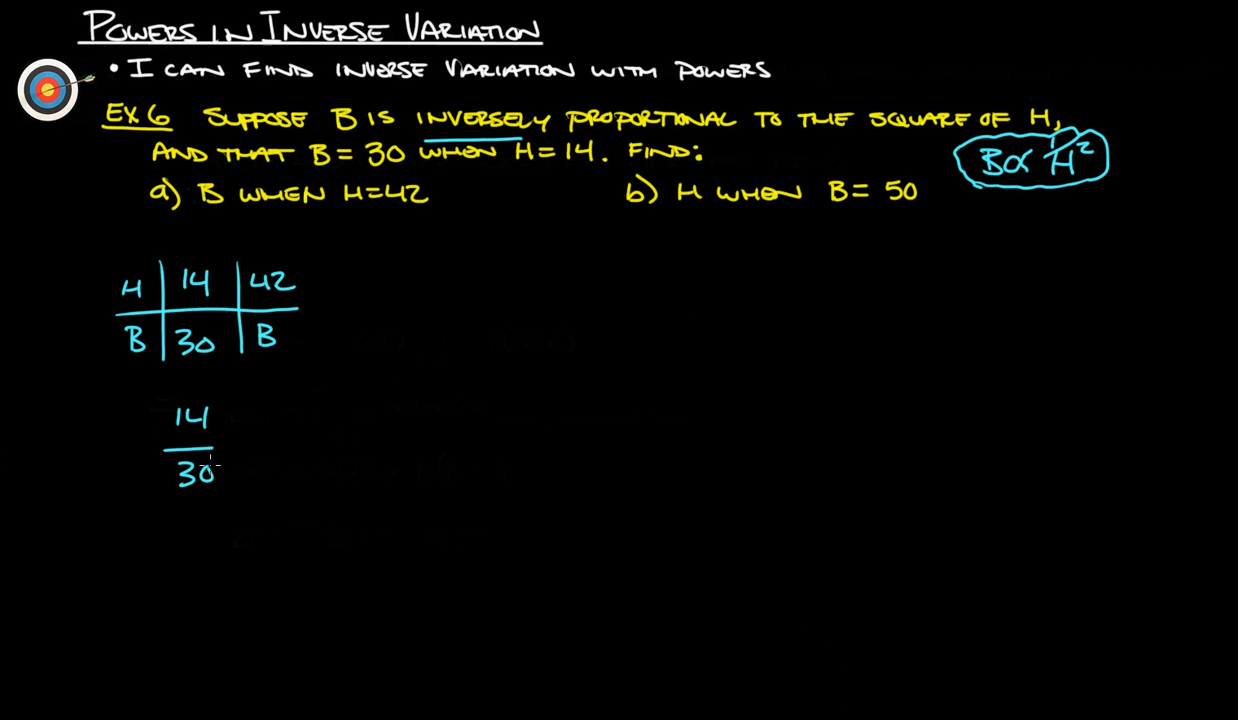 POWERS IN INVERSE VARIATION
• I CAN FIND INVERSE VARIATION WITH POWERS
EX 6 SUPPOSE B IS INVERSELY PROPORTIONAL TO THE SQUARE OF H,
AND THAT B = 30 WHEN H = 14. FIND:
B ∝ 1/H²
a) B WHEN H=42 b) H WHEN B = 50
H 14 42
B 30 B
14
30